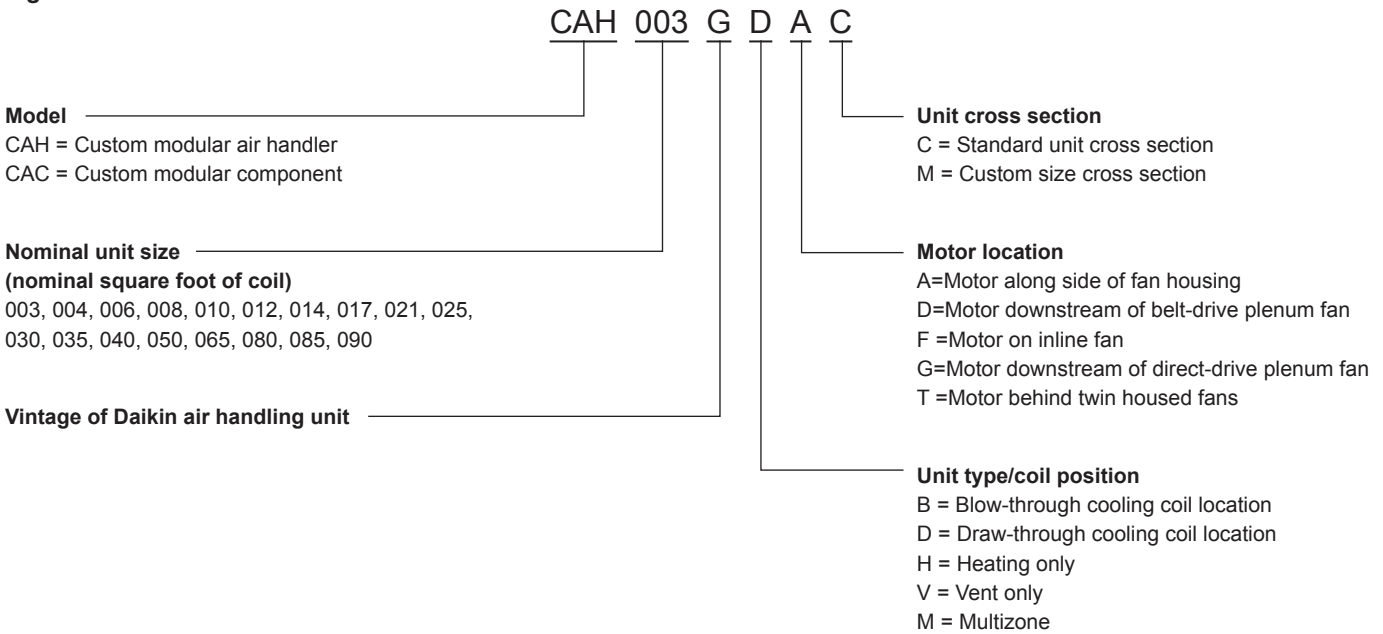 CAH 003 G D A C
Model
CAH = Custom modular air handler
CAC = Custom modular component
Nominal unit size
(nominal square foot of coil)
003, 004, 006, 008, 010, 012, 014, 017, 021, 025,
030, 035, 040, 050, 065, 080, 085, 090
Vintage of Daikin air handling unit
Unit cross section
C = Standard unit cross section
M = Custom size cross section
Motor location
A=Motor along side of fan housing
D=Motor downstream of belt-drive plenum fan
F =Motor on inline fan
G=Motor downstream of direct-drive plenum fan
T =Motor behind twin housed fans
Unit type/coil position
B = Blow-through cooling coil location
D = Draw-through cooling coil location
H = Heating only
V = Vent only
M = Multizone